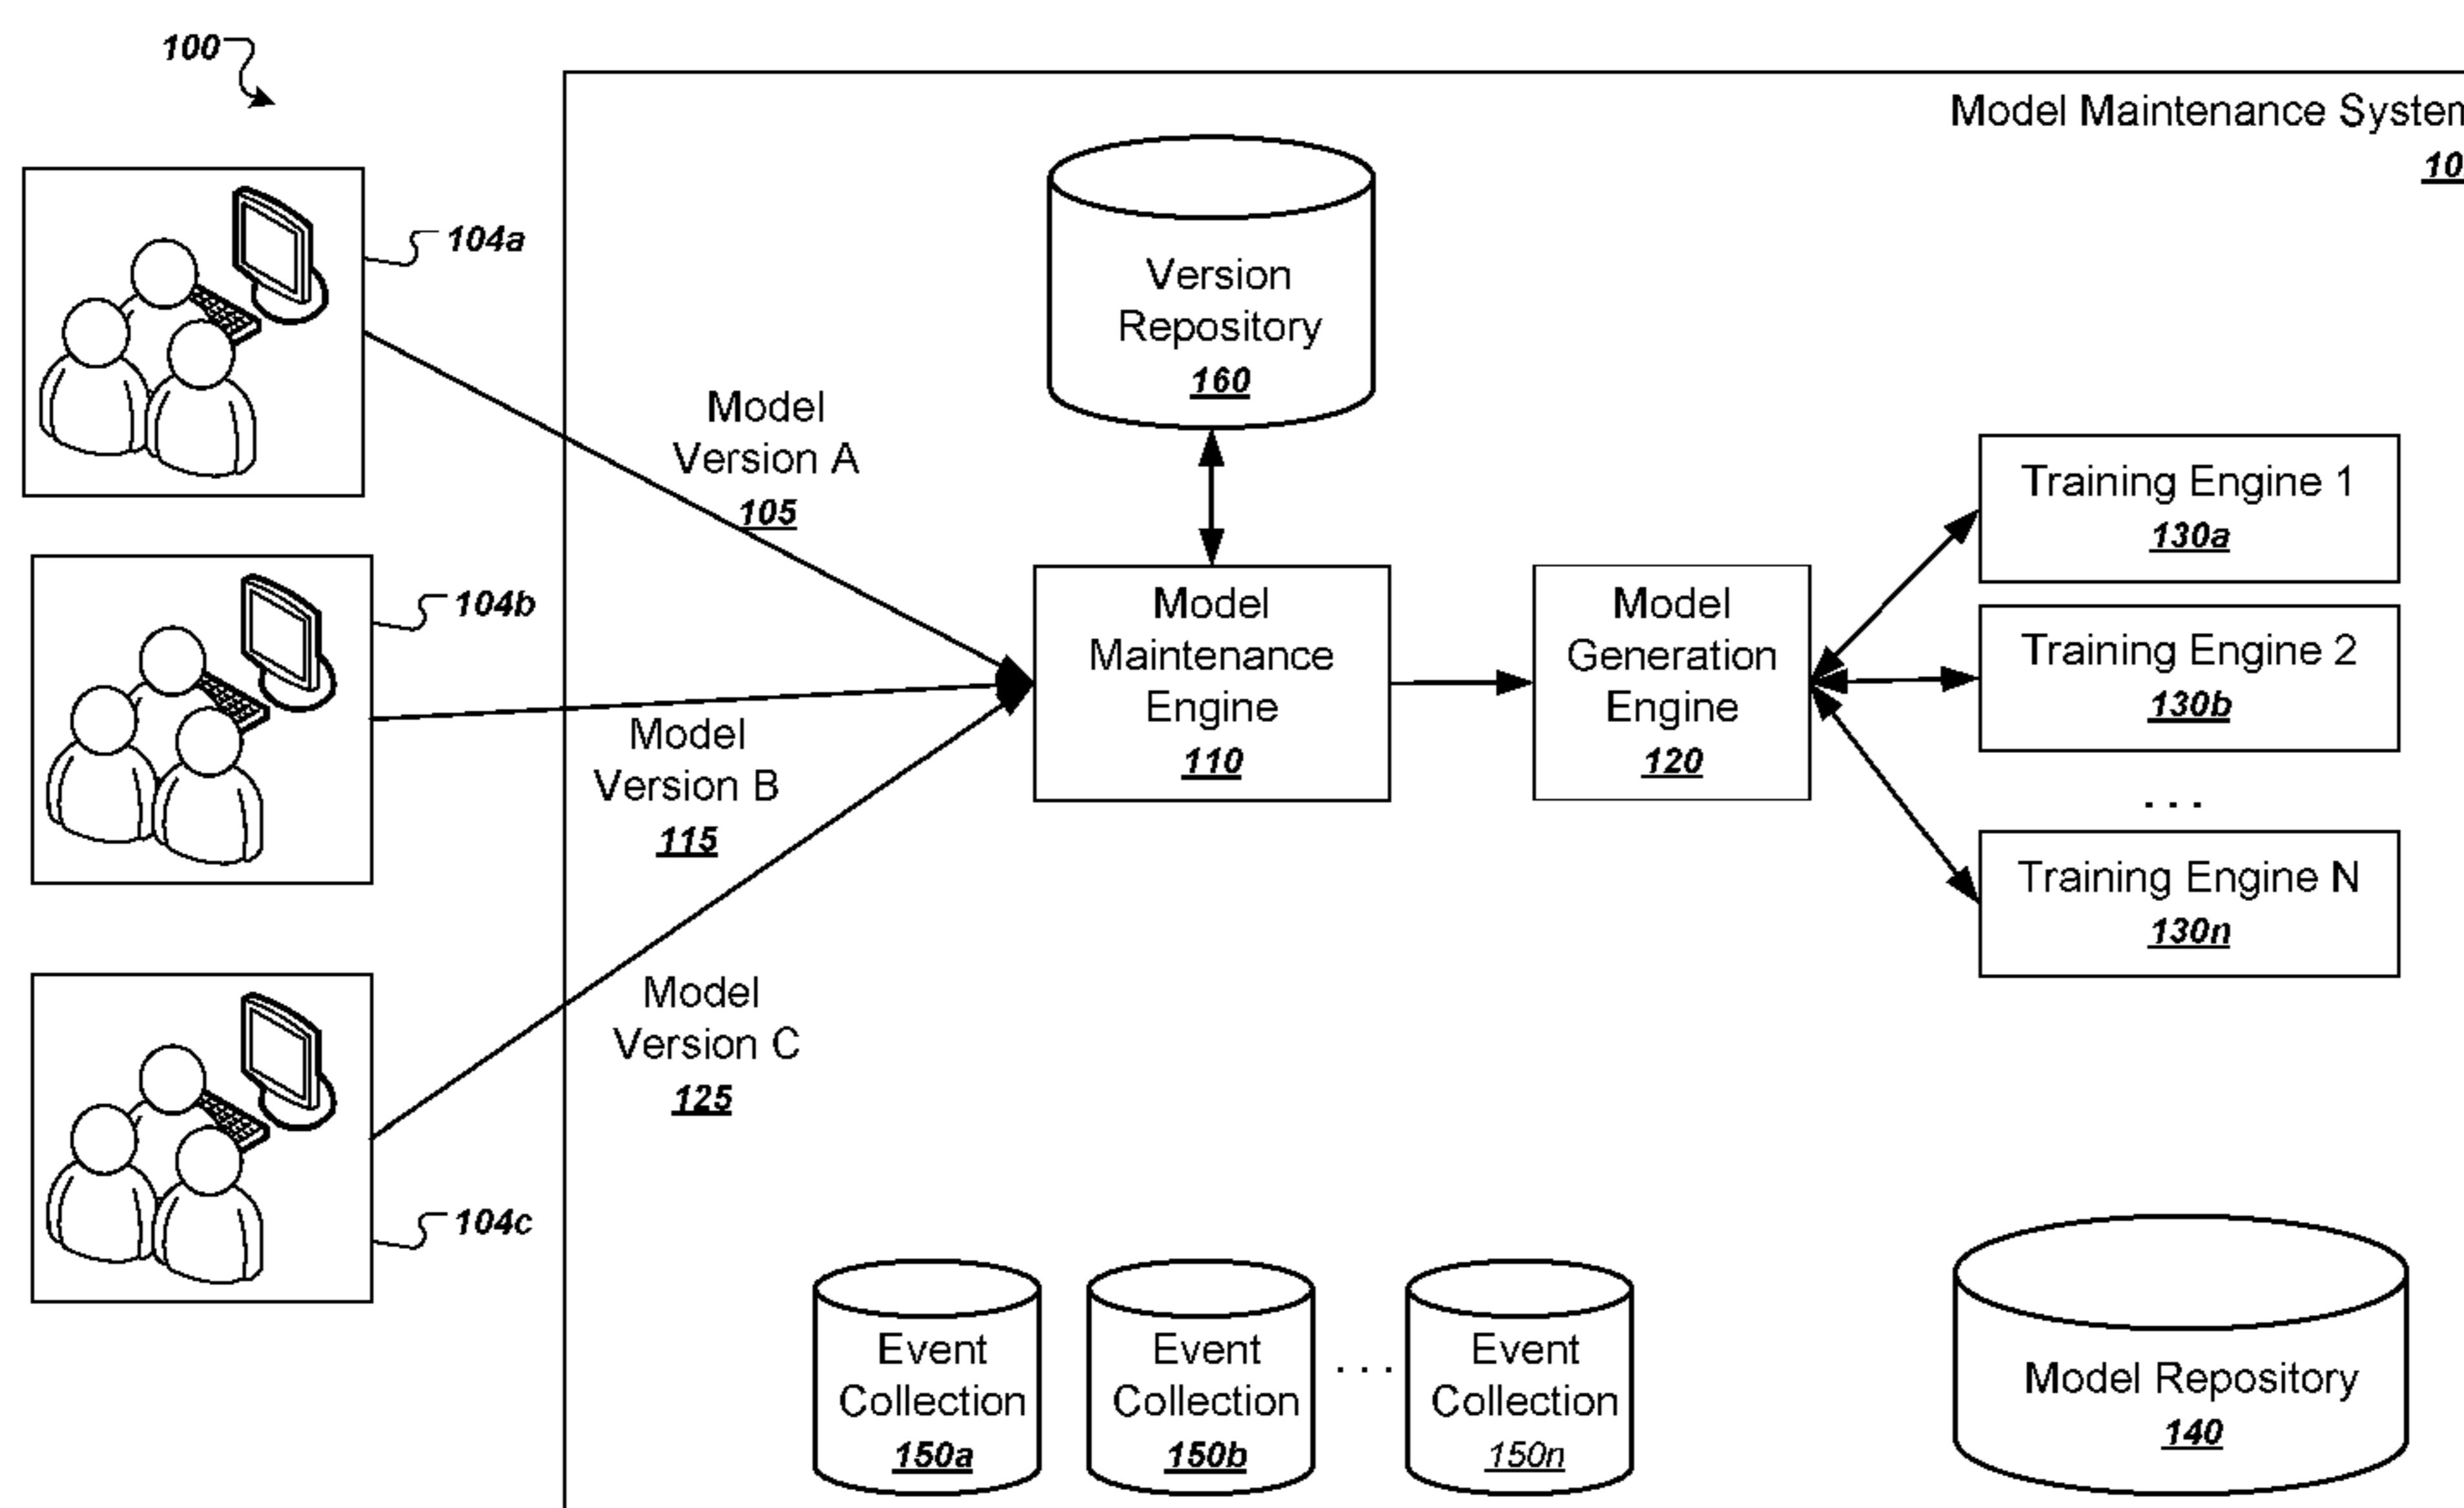 100
Model Maintenance System
10
104a
Version
Repository
160
Model
Version A
105
Training Engine 1
130a
104b
Model
Maintenance
Engine
110
Model
Generation
Engine
120
Training Engine 2
130b
Model
Version B
115
. . .
Training Engine N
130n
Model
Version C
125
104c
Event
Collection
150a
Event
Collection
150b
. . .
Event
Collection
150n
Model Repository
140